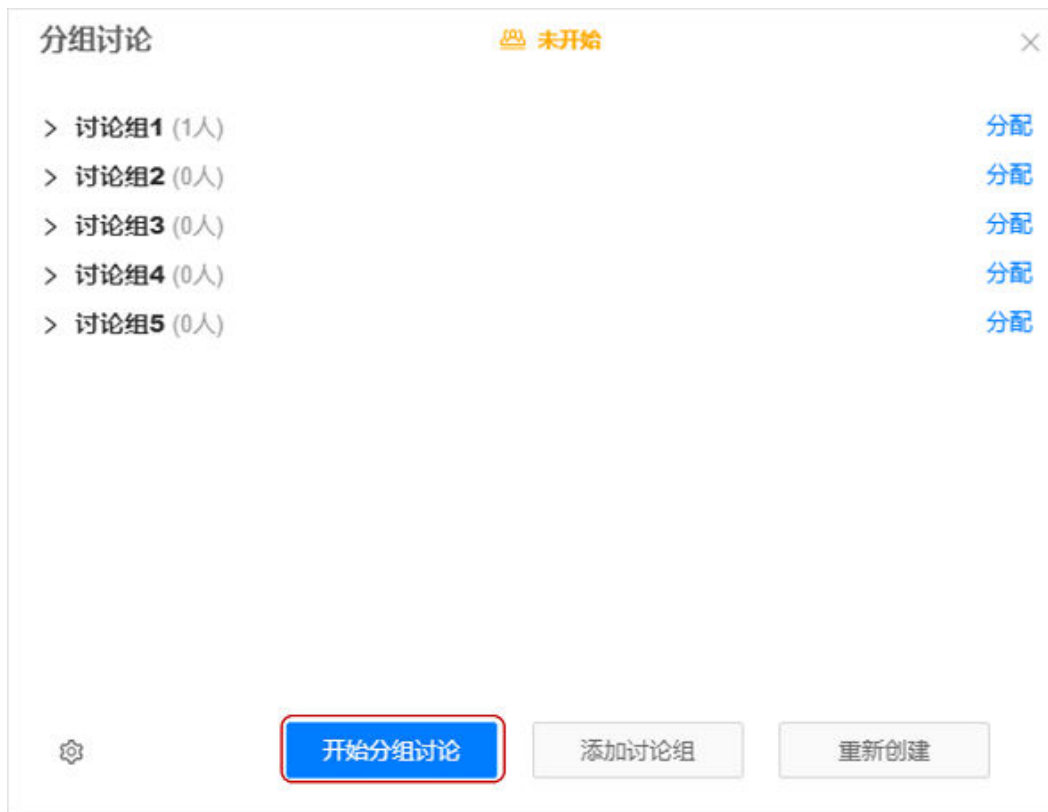 分组讨论 未开始
讨论组1 (1人) 分配
讨论组2 (0人) 分配
讨论组3 (0人) 分配
讨论组4 (0人) 分配
讨论组5 (0人) 分配
开始分组讨论 添加讨论组 重新创建